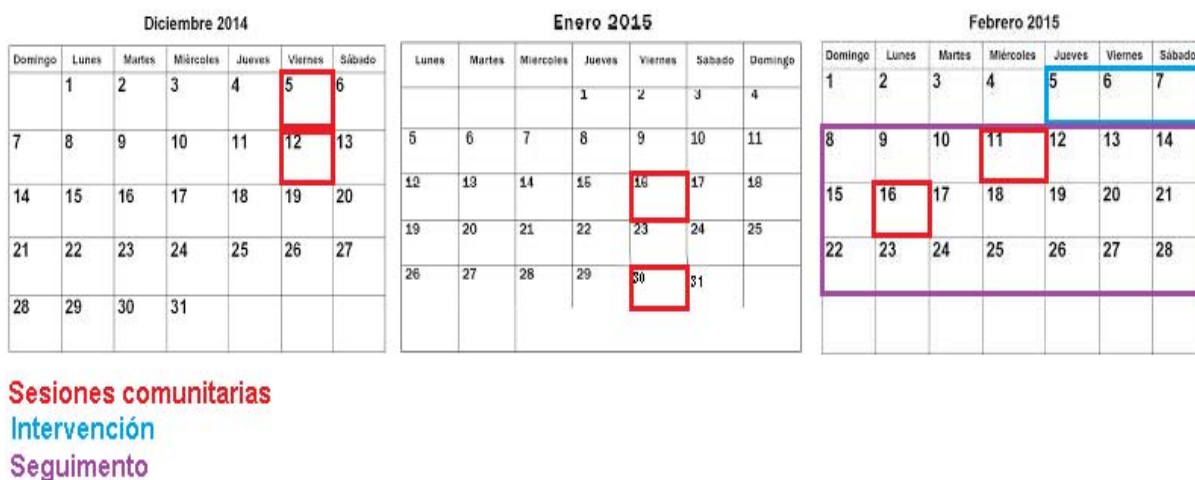 Diciembre 2014
Domingo Lunes Martes Miércoles Jueves Viernes Sábado
1 2 3 4 5 6
7 8 9 10 11 12 13
14 15 16 17 18 19 20
21 22 23 24 25 26 27
28 29 30 31
Enero 2015
Lunes Martes Miercoles Jueves Viernes Sabado Domingo
1 2 3 4
5 6 7 8 9 10 11
12 13 14 15 16 17 18
19 20 21 22 23 24 25
26 27 28 29 30 31
Febrero 2015
Domingo Lunes Martes Miércoles Jueves Viernes Sábado
1 2 3 4 5 6 7
8 9 10 11 12 13 14
15 16 17 18 19 20 21
22 23 24 25 26 27 28
Sesiones comunitarias
Intervención
Seguimento